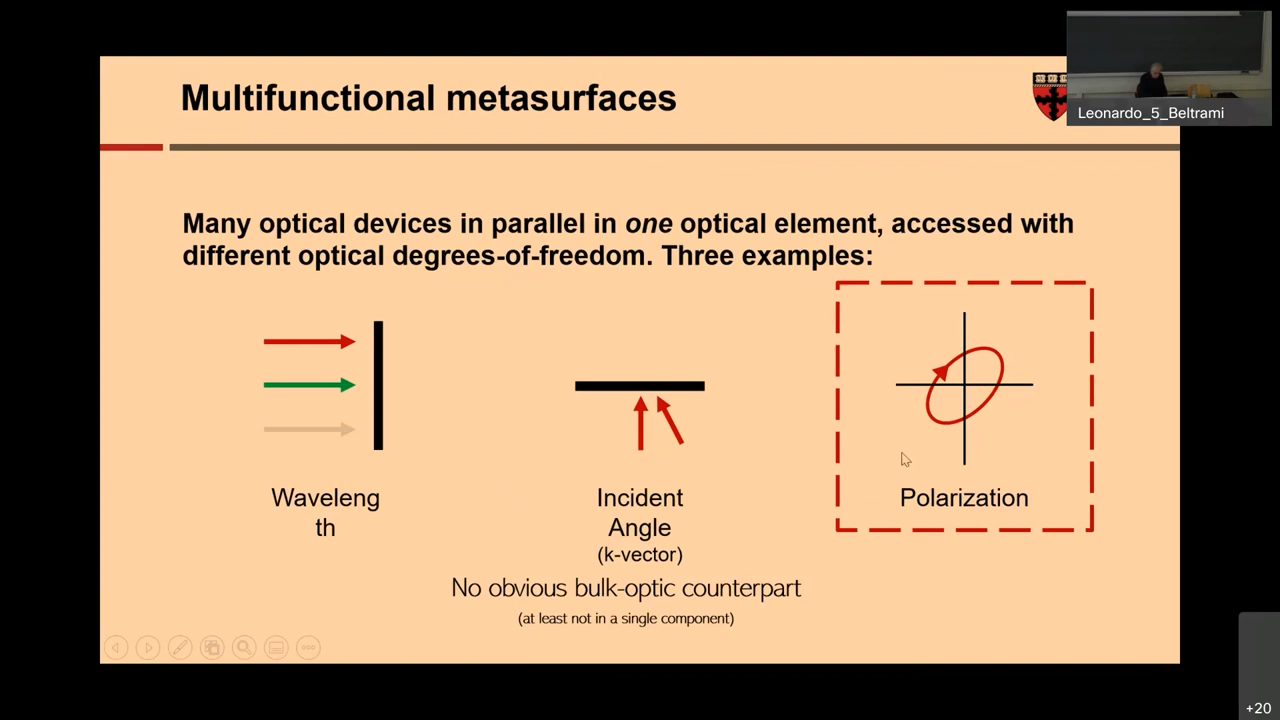 Multifunctional metasurfaces
Leonardo_5_Beltrami
Many optical devices in parallel in one optical element, accessed with
different optical degrees-of-freedom. Three examples:
Waveleng
th
Incident
Angle
(k-vector)
Polarization
No obvious bulk-optic counterpart
(at least not in a single component)
+20